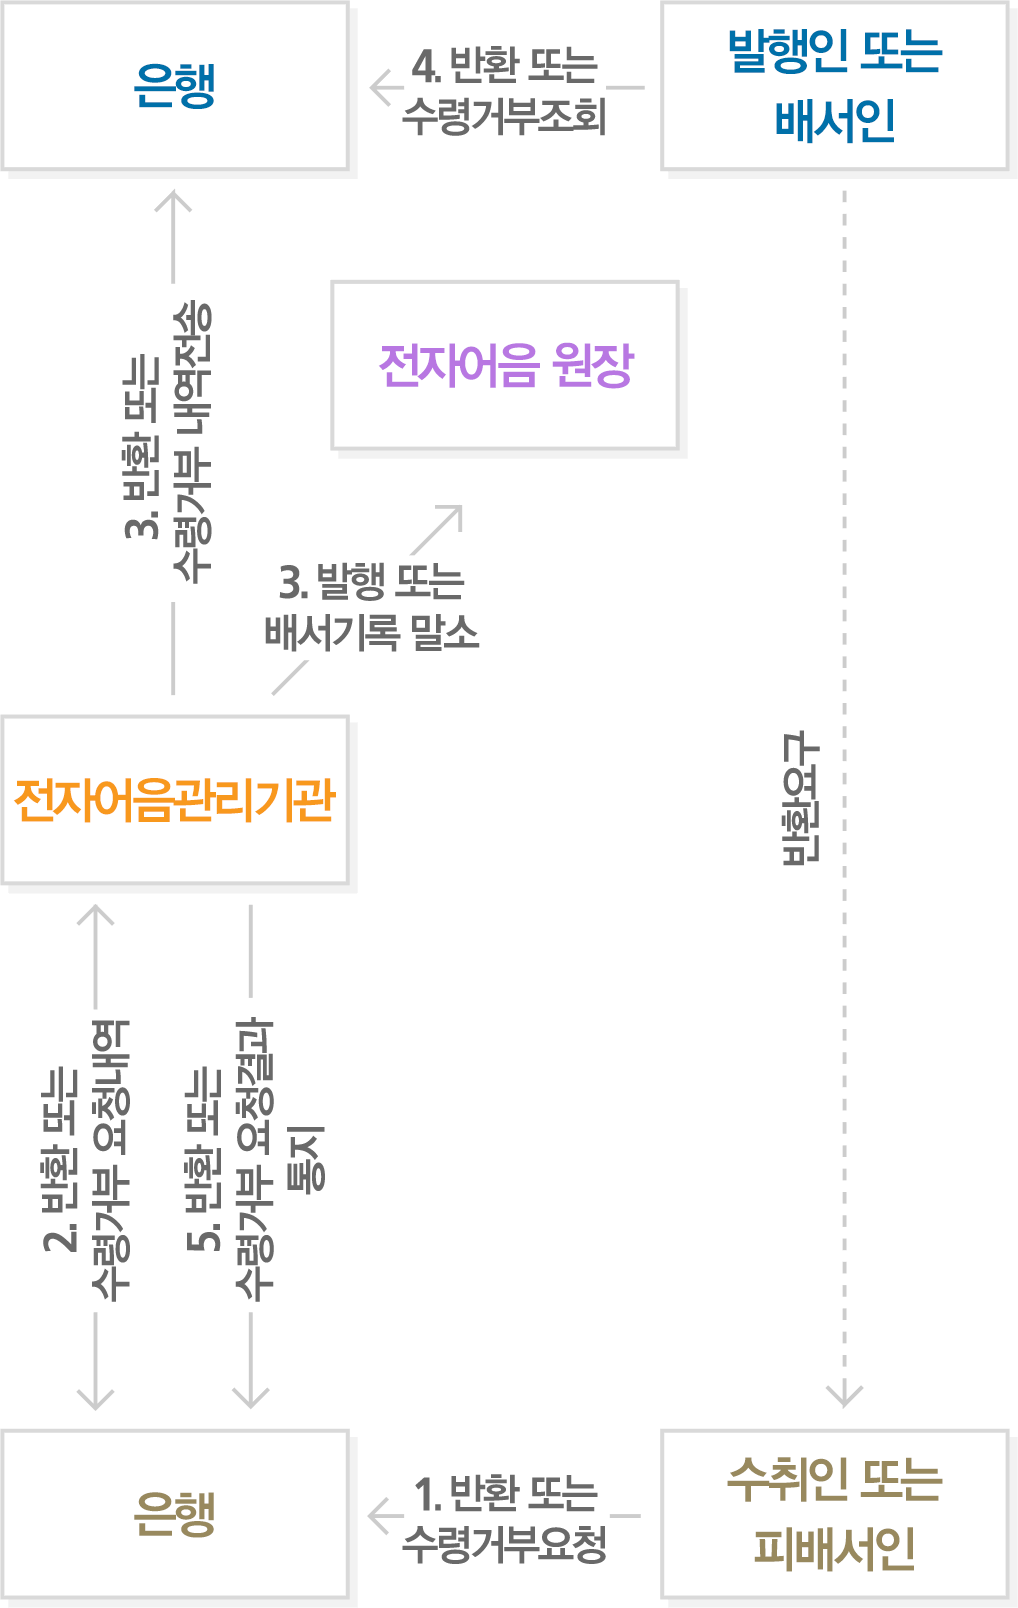 은행
4. 반환 또는
수령거부조회
발행인 또는
배서인
3. 반환 또는
수령거부 내역전송
전자어음 원장
3. 발행 또는
배서기록 말소
전자어음관리기관
반환요구
2. 반환 또는
수령거부 요청내역
5. 반환 또는
수령거부 요청결과
통지
은행
1. 반환 또는
수령거부요청
수취인 또는
피배서인